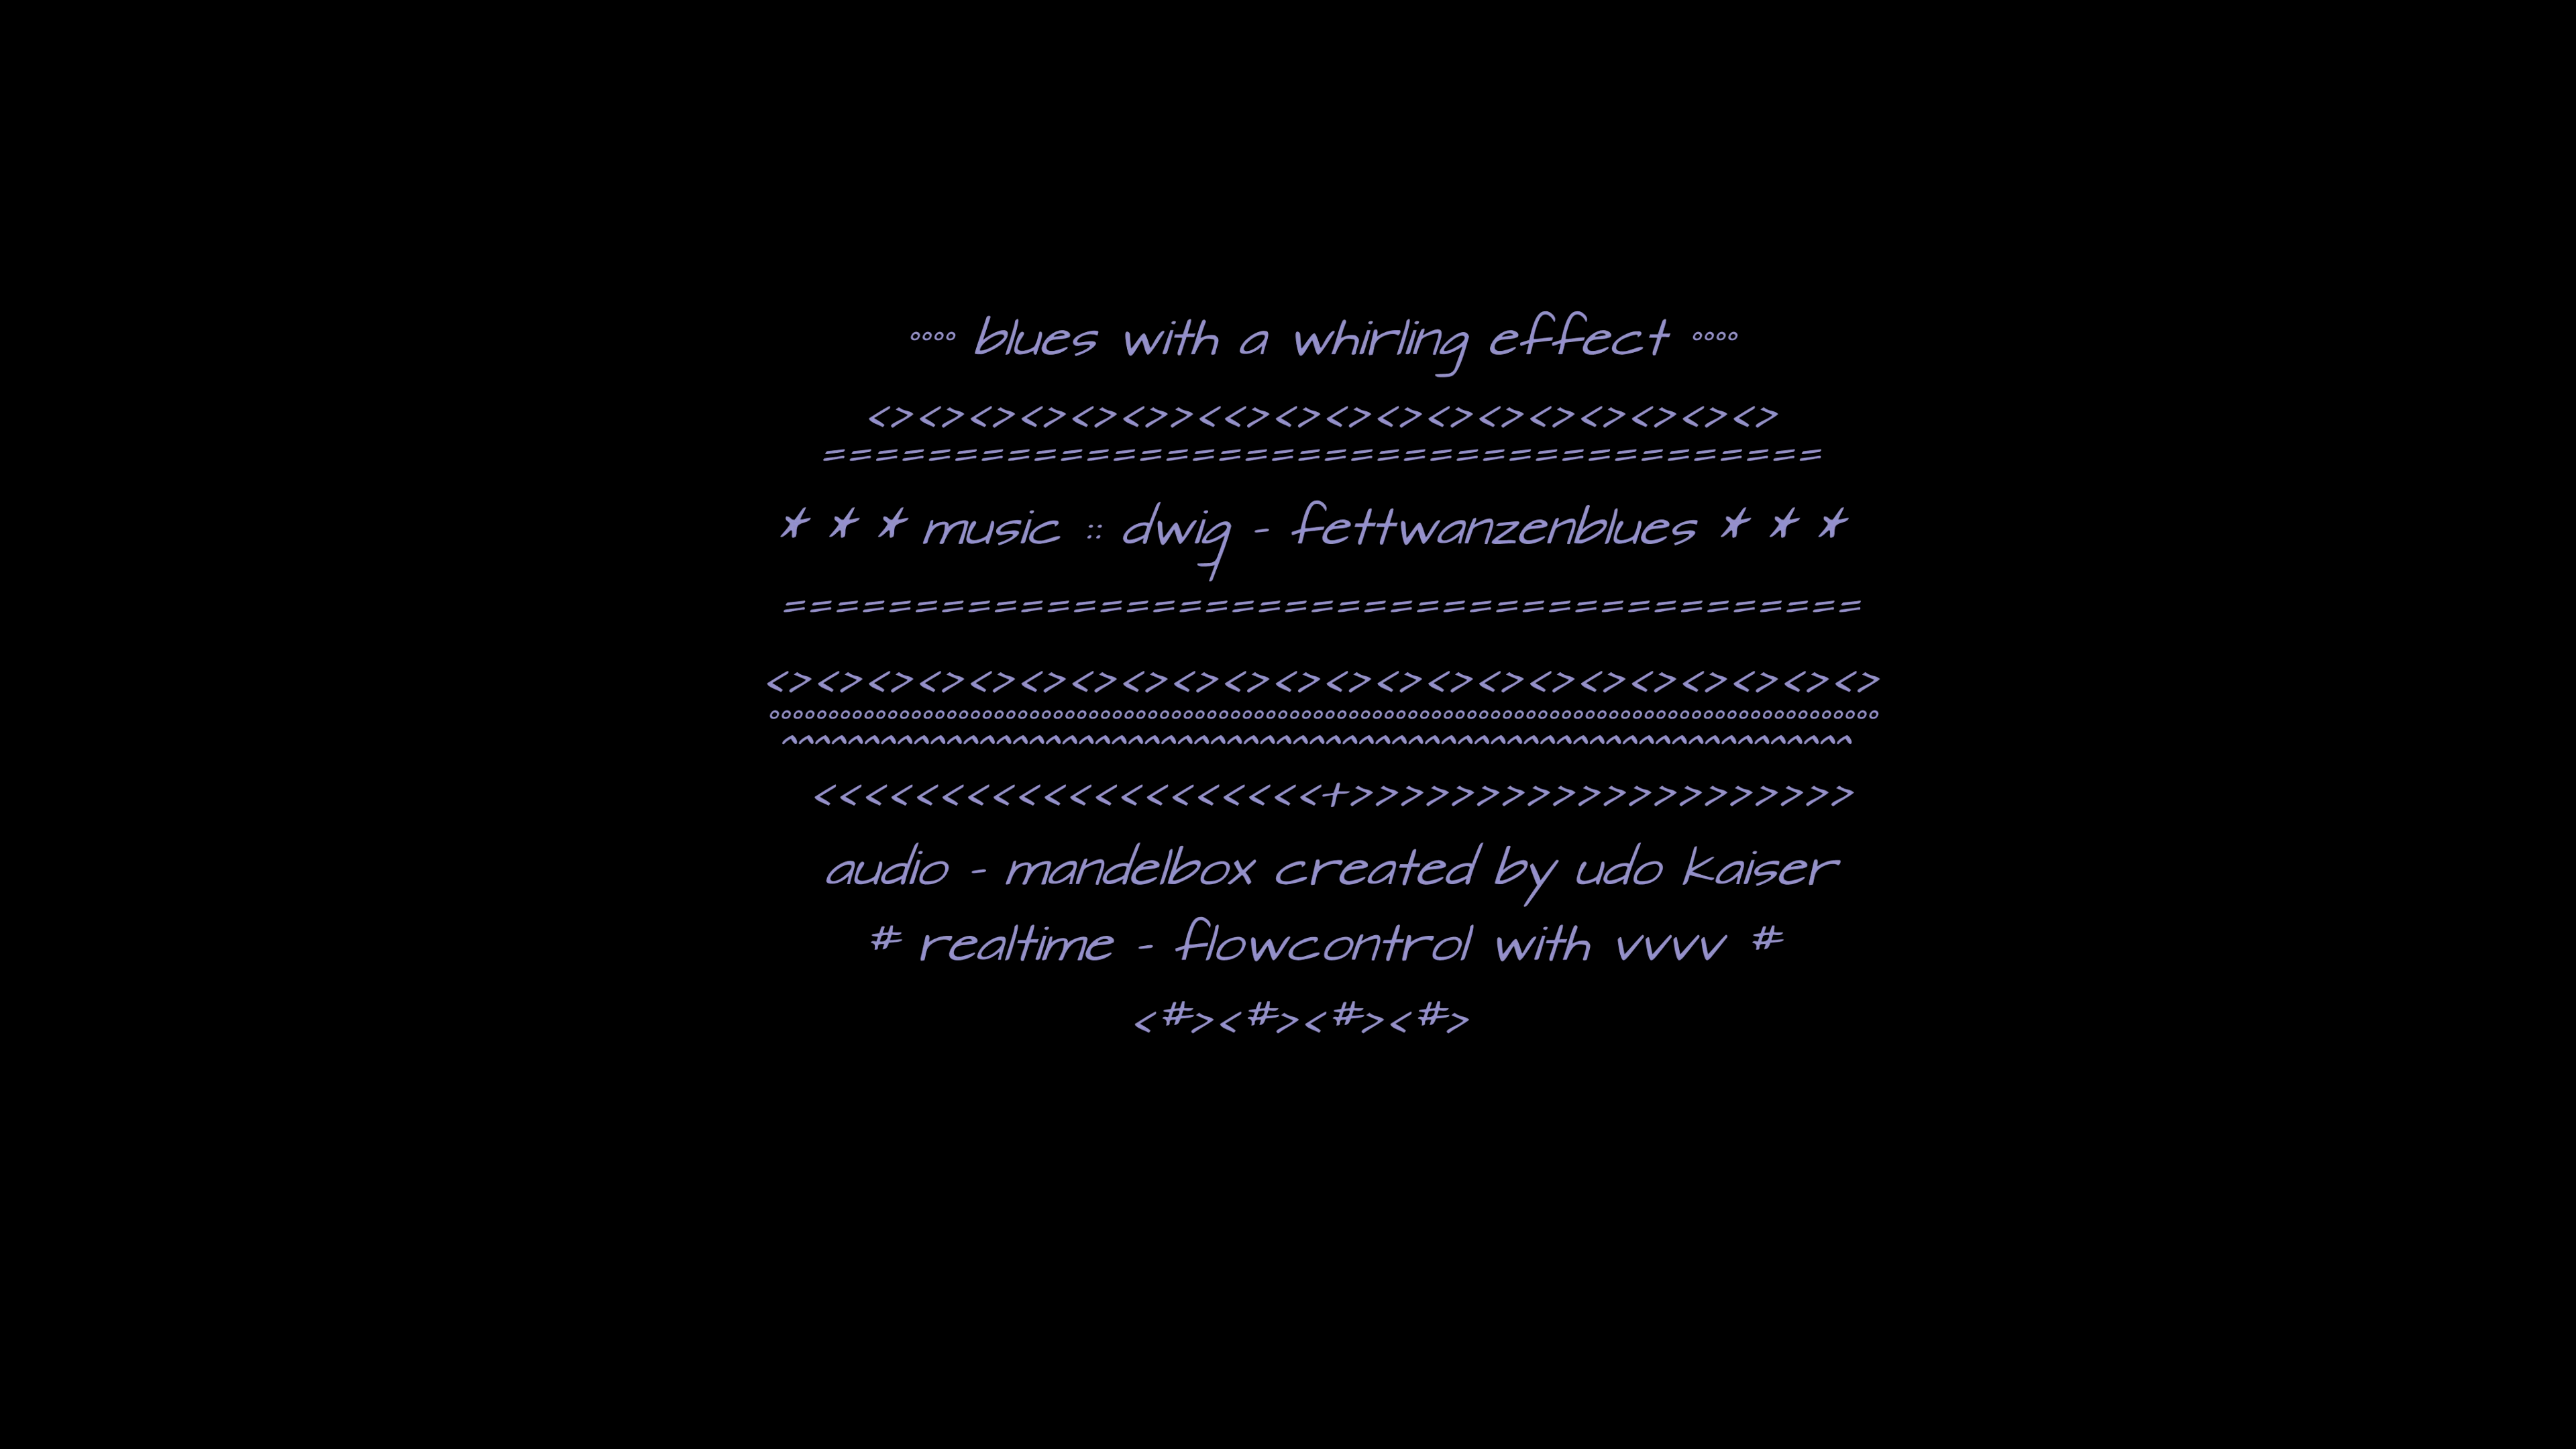 °°°° blues with a whirling effect °°°°
<><><><><><>><<><><><><><><><><><><>
======================================
* * * music :: dwig - fettwanzenblues * * *
=========================================
<><><><><><><><><><><><><><><><><><><><><><>
°°°°°°°°°°°°°°°°°°°°°°°°°°°°°°°°°°°°°°°°°°°°°°°°°°°°°°°°°°°°°°°°°°°°°°°°°°°°°°°°°°°°°°°°°°°°°°
^^^^^^^^^^^^^^^^^^^^^^^^^^^^^^^^^^^^^^^^^^^^^^^^^^^^^^^^^^^^^^^^^
<<<<<<<<<<<<<<<<<<<<+>>>>>>>>>>>>>>>>>>>>
audio - mandelbox created by udo kaiser
# realtime - flowcontrol with vvvv #
<#><#><#><#>